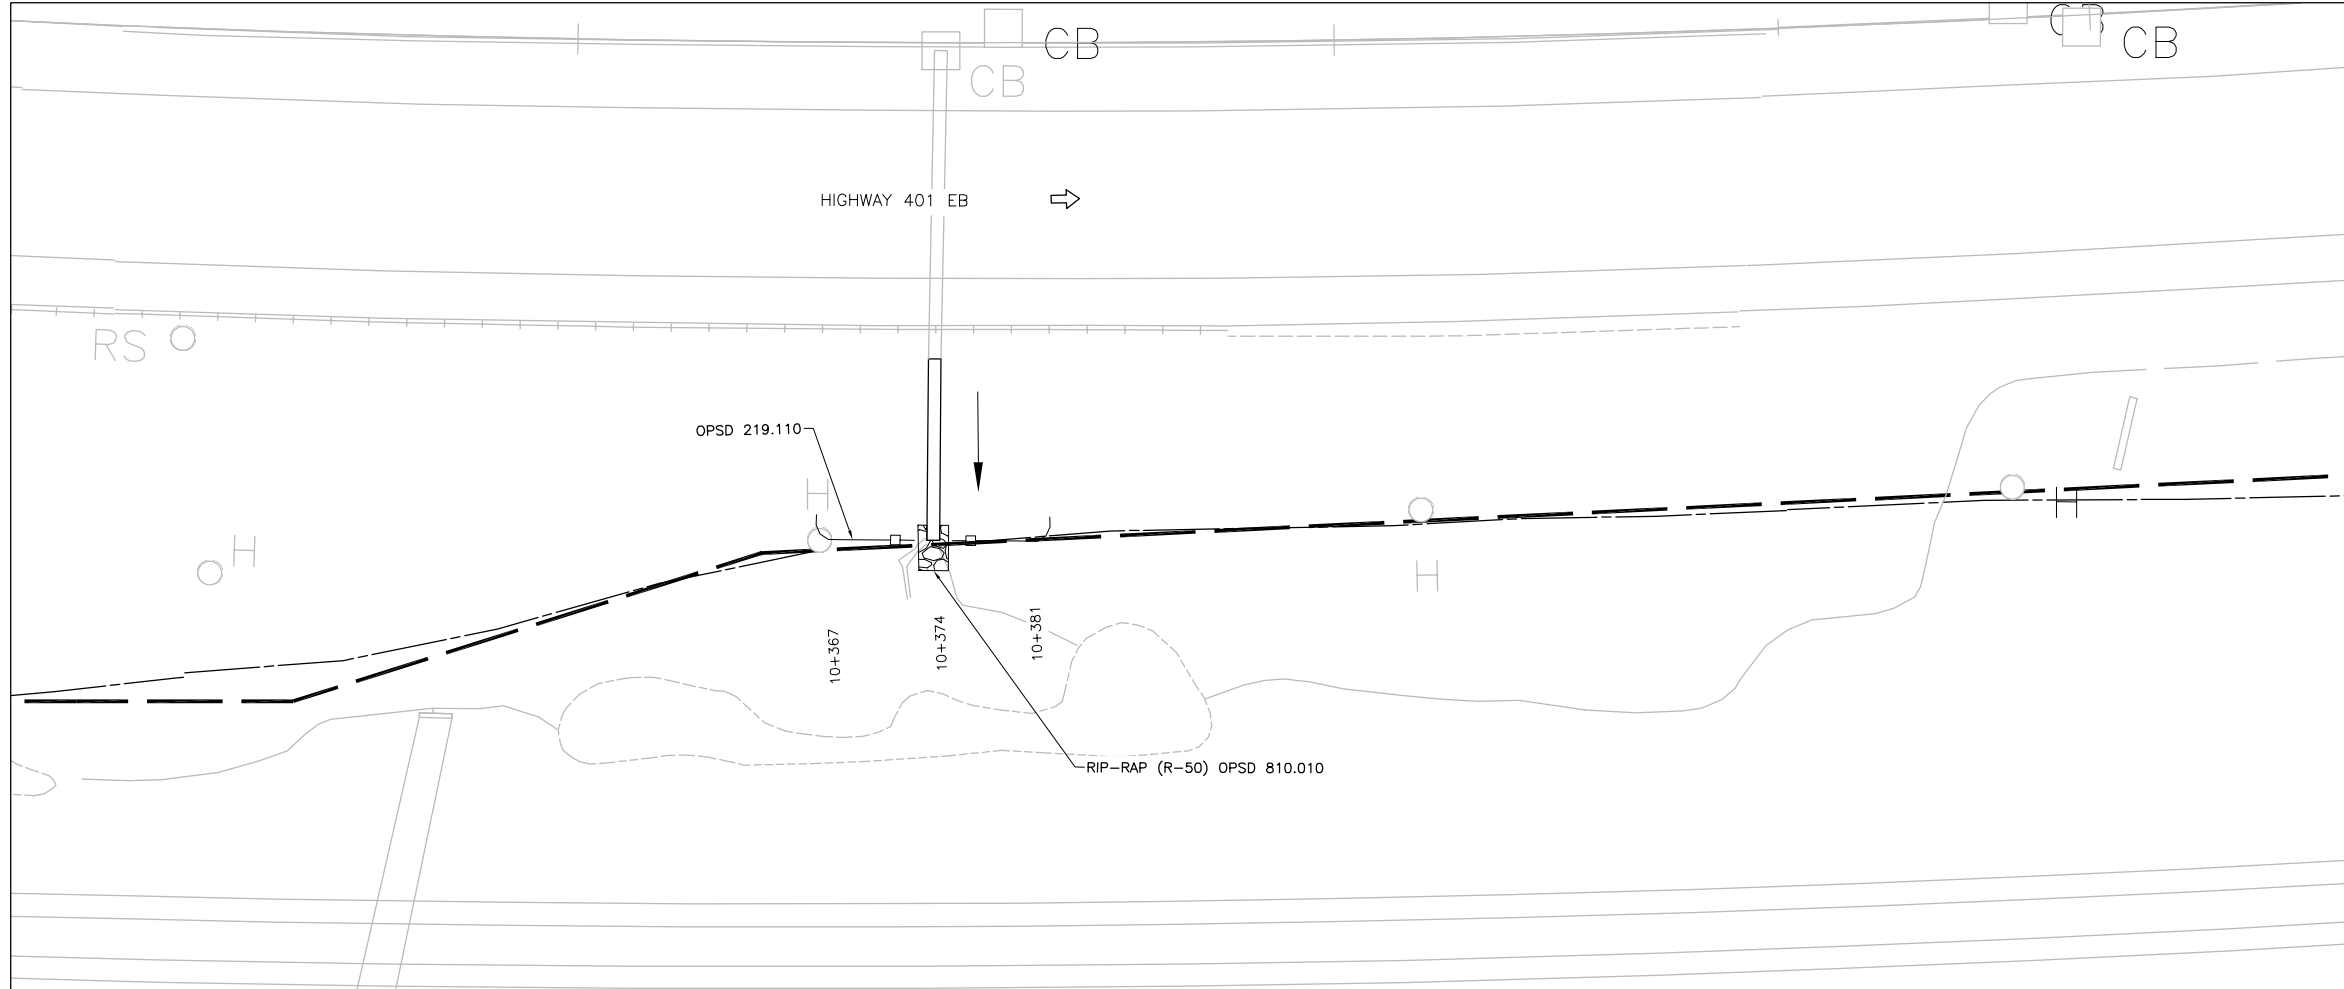 CB
CB
CB
CB
HIGHWAY 401 EB
RS
OPSD 219.110
H
H
H
H
10+367
10+374
10+381
RIP-RAP (R-50) OPSD 810.010